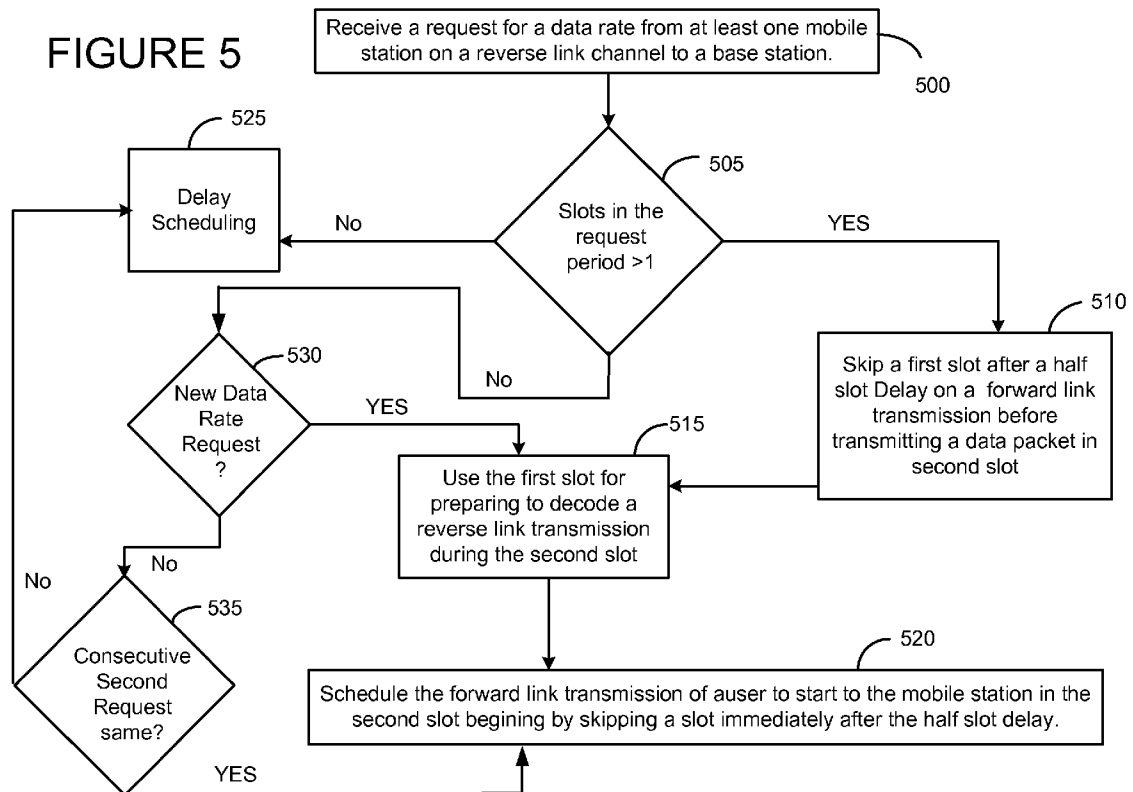 FIGURE 5
Receive a request for a data rate from at least one mobile
station on a reverse link channel to a base station.
500
525
Delay
Scheduling
505
Slots in the
request
period >1
No
YES
510
Skip a first slot after a half
slot Delay on a forward link
transmission before
transmitting a data packet in
second slot
No
530
New Data
Rate
Request
?
YES
515
Use the first slot for
preparing to decode a
reverse link transmission
during the second slot
No
No
535
Consecutive
Second
Request
same?
YES
520
Schedule the forward link transmission of auser to start to the mobile station in the
second slot begining by skipping a slot immediately after the half slot delay.